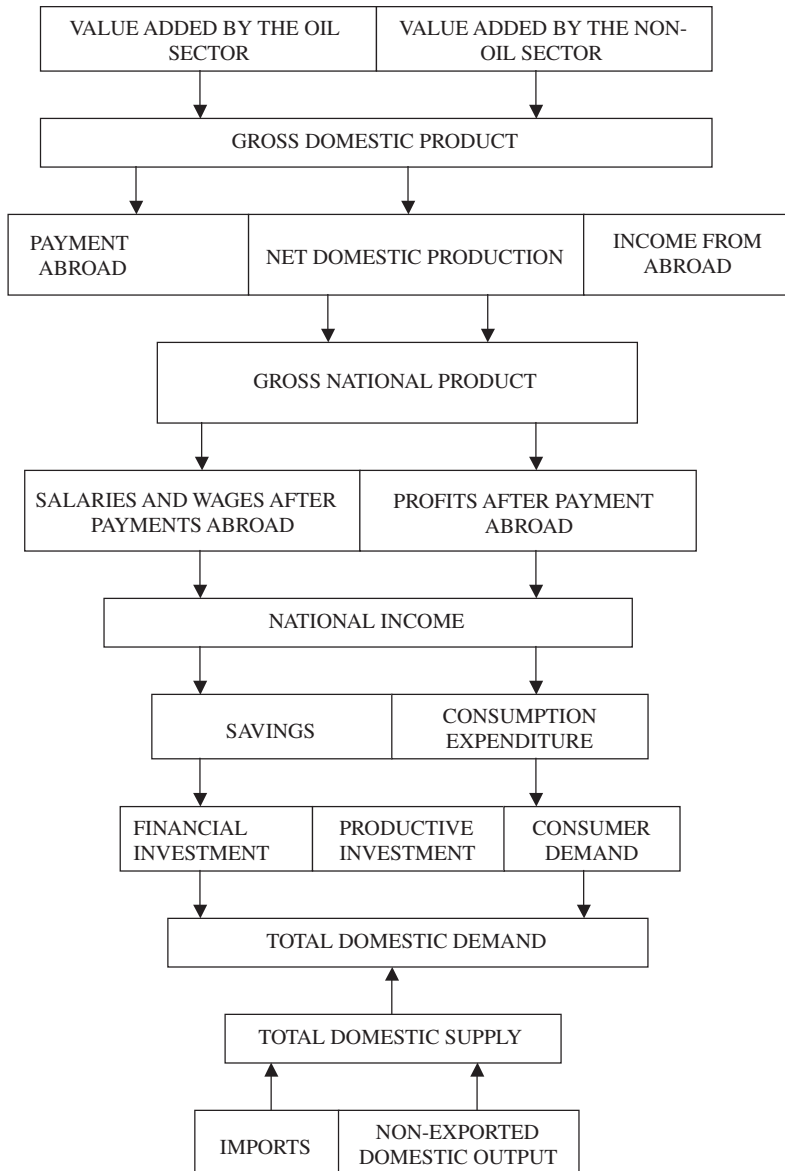 VALUE ADDED BY THE OIL
SECTOR
VALUE ADDED BY THE NON-
OIL SECTOR
GROSS DOMESTIC PRODUCT
PAYMENT
ABROAD
NET DOMESTIC PRODUCTION
INCOME FROM
ABROAD
GROSS NATIONAL PRODUCT
SALARIES AND WAGES AFTER
PAYMENTS ABROAD
PROFITS AFTER PAYMENT
ABROAD
NATIONAL INCOME
SAVINGS
CONSUMPTION
EXPENDITURE
FINANCIAL
INVESTMENT
PRODUCTIVE
INVESTMENT
CONSUMER
DEMAND
TOTAL DOMESTIC DEMAND
TOTAL DOMESTIC SUPPLY
IMPORTS
NON-EXPORTED
DOMESTIC OUTPUT